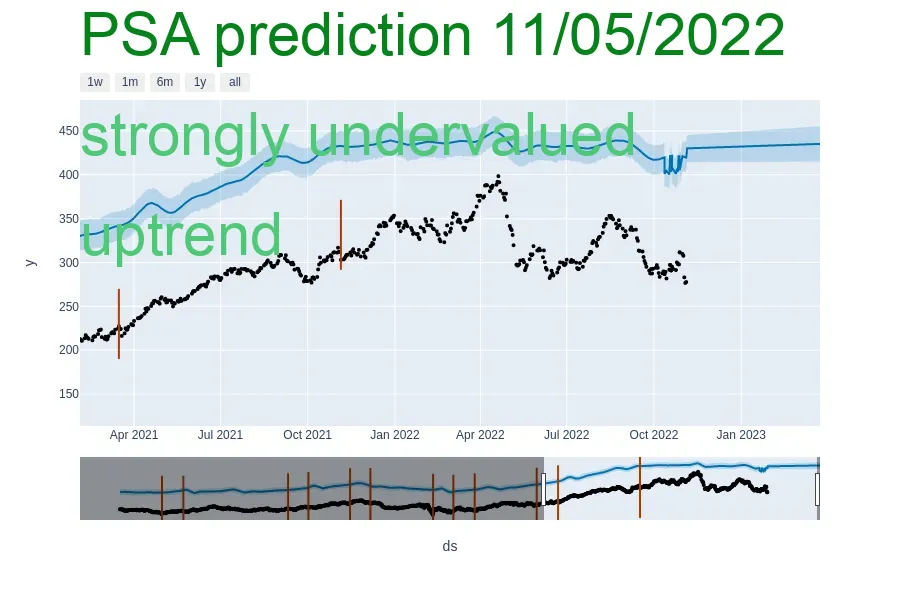 PSA prediction 11/05/2022
1w 1m 6m 1y all
strongly undervalued
uptrend
450
400
350
300
250
200
150
y
Apr 2021 Jul 2021 Oct 2021 Jan 2022 Apr 2022 Jul 2022 Oct 2022 Jan 2023
ds